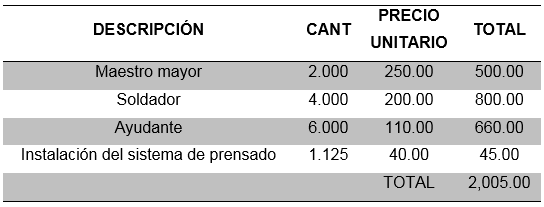 DESCRIPCIÓN CANT PRECIO UNITARIO TOTAL
Maestro mayor 2.000 250.00 500.00
Soldador 4.000 200.00 800.00
Ayudante 6.000 110.00 660.00
Instalación del sistema de prensado 1.125 40.00 45.00
TOTAL 2,005.00